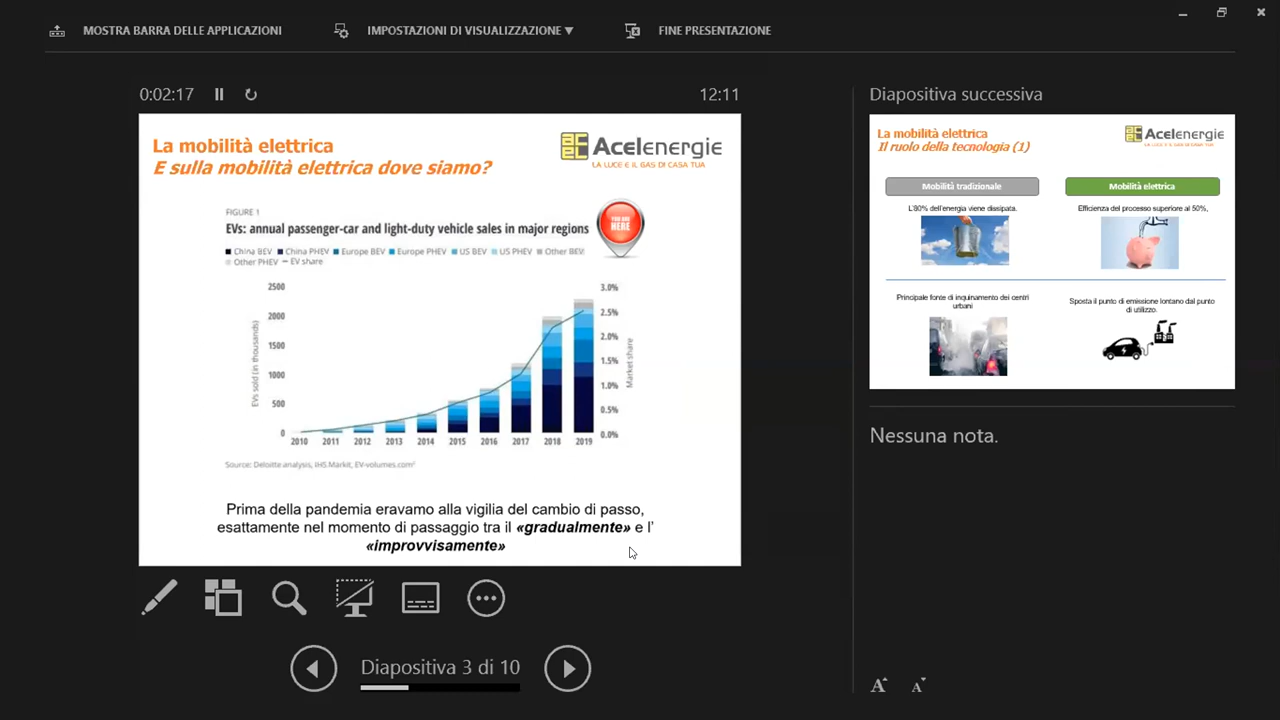 MOSTRA BARRA DELLE APPLICAZIONI
IMPOSTAZIONI DI VISUALIZZAZIONE ▼
FINE PRESENTAZIONE
0:02:17
12:11
La mobilità elettrica
E sulla mobilità elettrica dove siamo?
Acelenergie
LA LUCE E IL GAS DI CASA TUA
FIGURE 1
EVs: annual passenger-car and light-duty vehicle sales in major regions
YOU ARE
HERE
China BEV China PHEV Europe BEV Europe PHEV US BEV US PHEV Other BEV
Other PHEV EV share
EVs sold (in thousands)
2500
2000
1500
1000
500
0
3.0%
2.5%
2.0%
1.5%
1.0%
0.5%
0.0%
Market share
2010 2011 2012 2013 2014 2015 2016 2017 2018 2019
Source: Deloitte analysis, IHS Markit, EV-volumes.com
Prima della pandemia eravamo alla vigilia del cambio di passo,
esattamente nel momento di passaggio tra il «gradualmente» e l'
«improvvisamente»
Diapositiva 3 di 10
Diapositiva successiva
La mobilità elettrica
Il ruolo della tecnologia (1)
Acelenergie
LA LUCE E IL GAS DI CASA TUA
Mobilità tradizionale
Mobilità elettrica
L'80% dell'energia viene dissipata.
Efficienza del processo superiore al 50%,
Principale fonte di inquinamento dei centri
urbani
Sposta il punto di emissione lontano dal punto
di utilizzo.
Nessuna nota.
A A